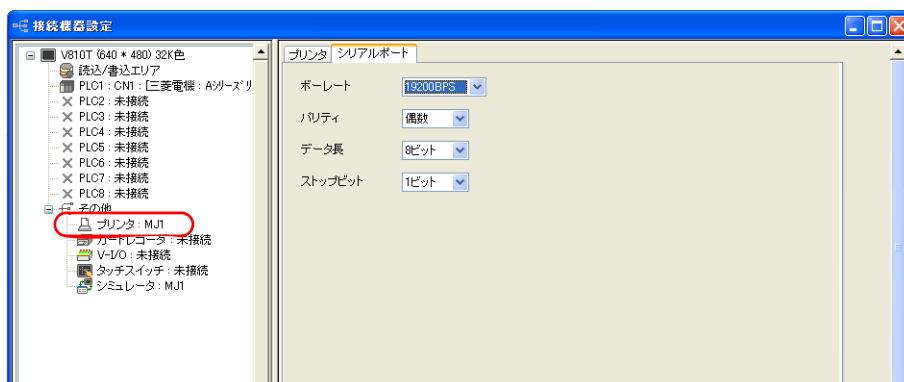 接続機器設定
V810T (640 * 480) 32K色
読込/書込エリア
PLC1 : CN1 : [三菱電機 : Aシリーズ リ
PLC2 : 未接続
PLC3 : 未接続
PLC4 : 未接続
PLC5 : 未接続
PLC6 : 未接続
PLC7 : 未接続
PLC8 : 未接続
その他
プリンタ : MJ1
カードレコーダ : 未接続
V-I/O : 未接続
タッチスイッチ : 未接続
シミュレータ : MJ1
プリンタ シリアルポート
ボーレート 19200BPS
パリティ 偶数
データ長 8ビット
ストップビット 1ビット